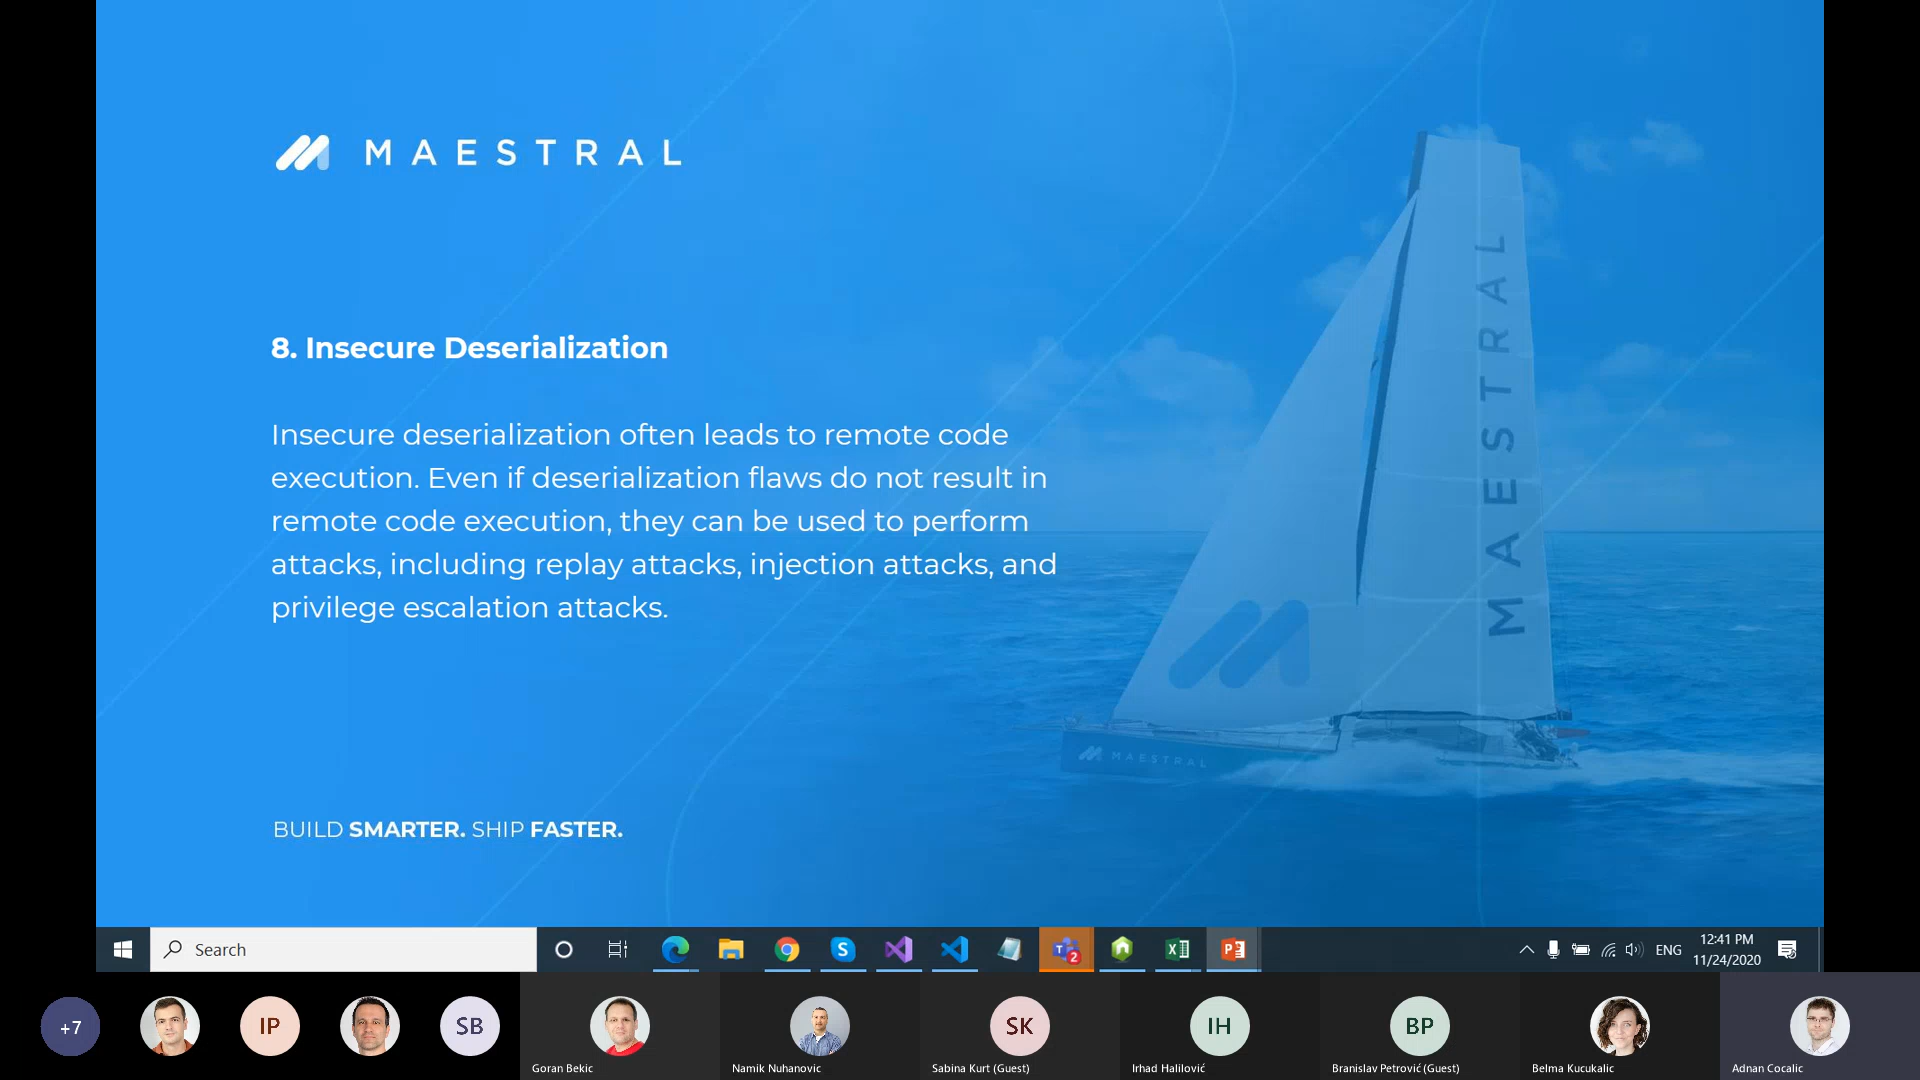 MAESTRAL
MAESTRAL
8. Insecure Deserialization
Insecure deserialization often leads to remote code
execution. Even if deserialization flaws do not result in
remote code execution, they can be used to perform
attacks, including replay attacks, injection attacks, and
privilege escalation attacks.
MAESTRAL
BUILD SMARTER. SHIP FASTER.
Search
2
ENG
12:41 PM
11/24/2020
+7
IP
SB
SK
IH
BP
Goran Bekic
Namik Nuhanovic
Sabina Kurt (Guest)
Irhad Halilović
Branislav Petrović (Guest)
Belma Kucukalic
Adnan Cocalic